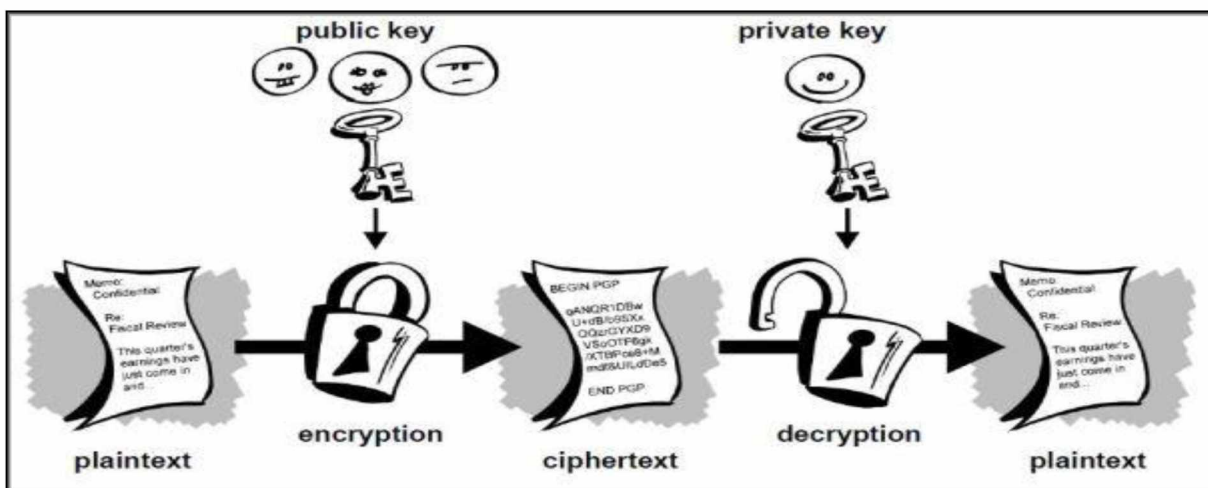 public key
private key
Memo:
Confidential
Re:
Fiscal Review
This quarter's
earnings have
just come in
and...
BEGIN PGP
END PGP
Memo
Confidential
Re:
Fiscal Review
This quarter's
earnings have
just come in
and...
encryption
decryption
plaintext
ciphertext
plaintext